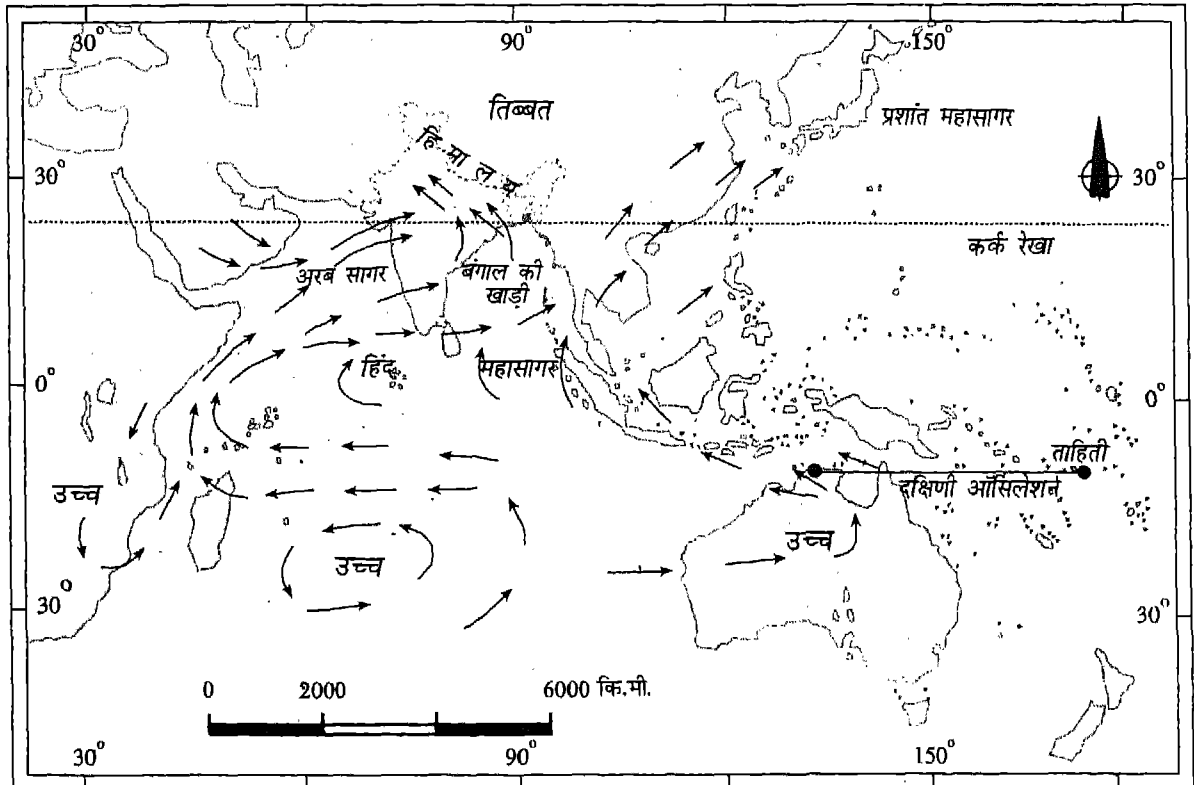 30°
90°
150°
तिब्बत
प्रशांत महासागर
हिमालय
30°
30°
कर्क रेखा
अरब सागर
बंगाल की
खाड़ी
हिंद महासागर
0°
0°
ताहिती
उच्च
दक्षिणी ऑसिलेशन
उच्च
उच्च
30°
30°
0 2000 6000 कि.मी.
30°
90°
150°